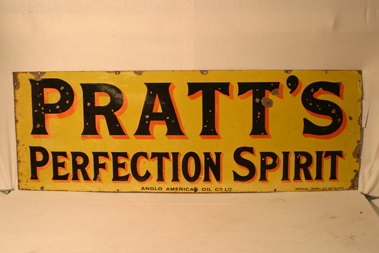 PRATT'S
PERFECTION SPIRIT
ANGLO AMERICAN OIL Co LTD